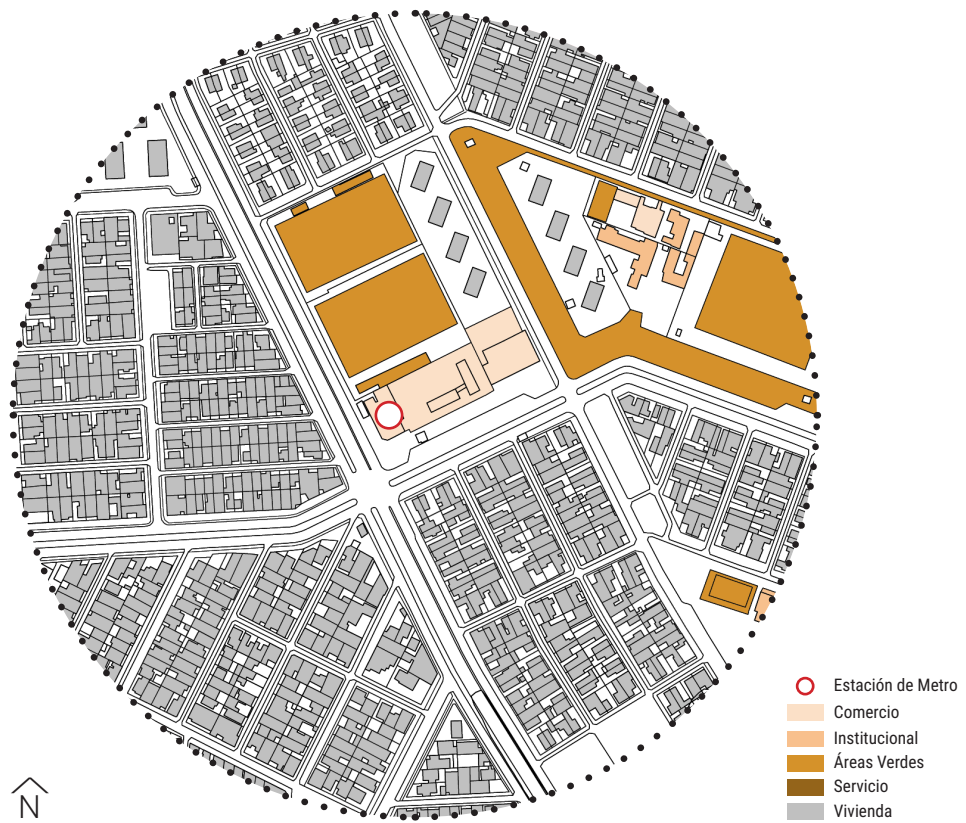 Estación de Metro
Comercio
Institucional
Áreas Verdes
Servicio
Vivienda
N